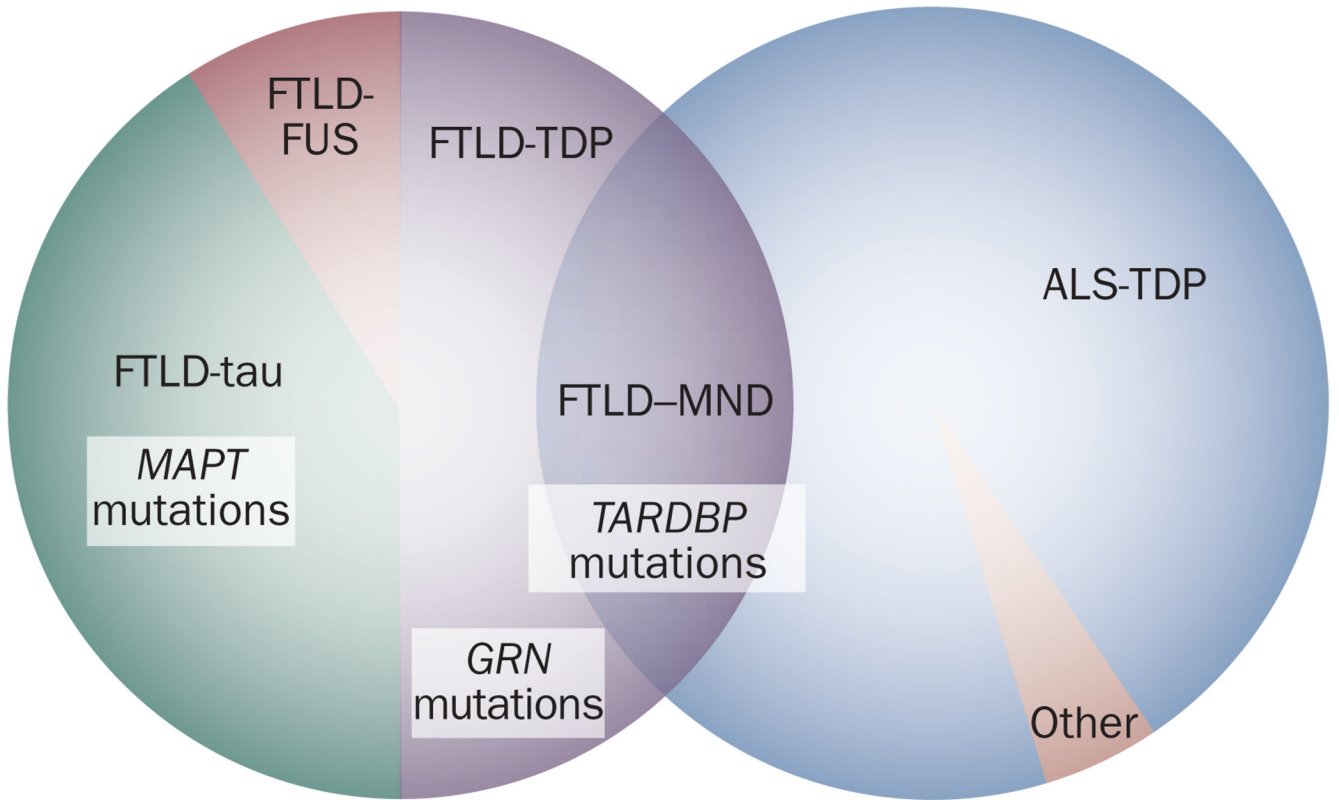 FTLD-
FUS
FTLD-TDP
ALS-TDP
FTLD-tau
FTLD–MND
MAPT
mutations
TARDBP
mutations
GRN
mutations
Other